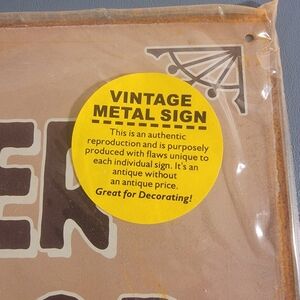 VINTAGE
METAL SIGN
This is an authentic
reproduction and is purposely
produced with flaws unique to
each individual sign. It's an
antique without
an antique price.
Great for Decorating!
ER